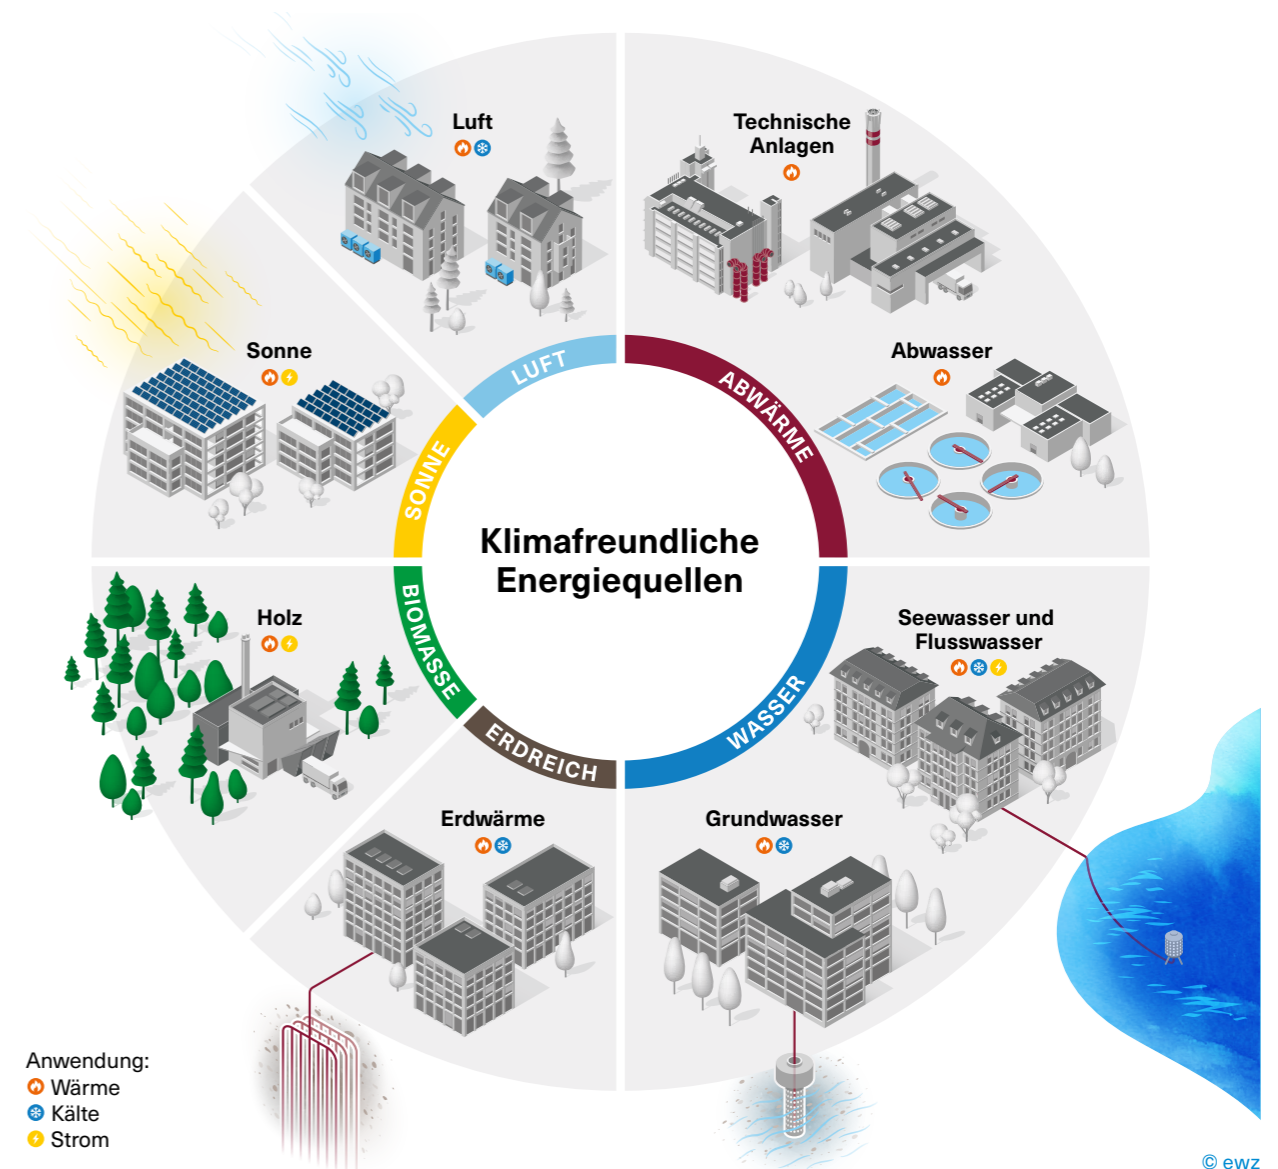 Luft
Technische
Anlagen
Sonne
Abwasser
LUFT
ABWÄRME
SONNE
Klimafreundliche
Energiequellen
BIOMASSE
WASSER
ERDREICH
Holz
Seewasser und
Flusswasser
Erdwärme
Grundwasser
Anwendung:
Wärme
Kälte
Strom
© ewz